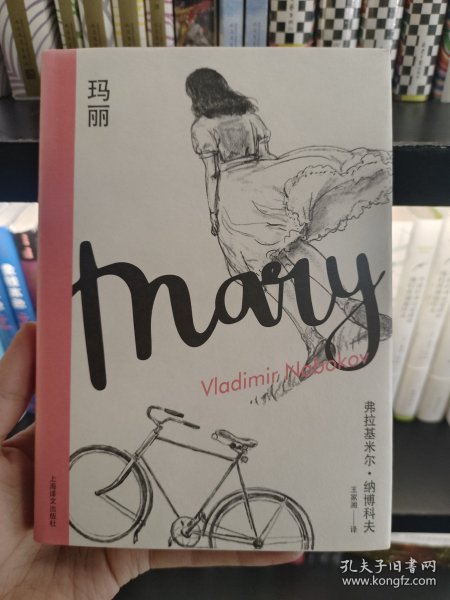 玛丽
mary
Vladimir Nabokov
弗拉基米尔·纳博科夫
王家湘——译
上海译文出版社
孔夫子旧书网
www.kongfz.com